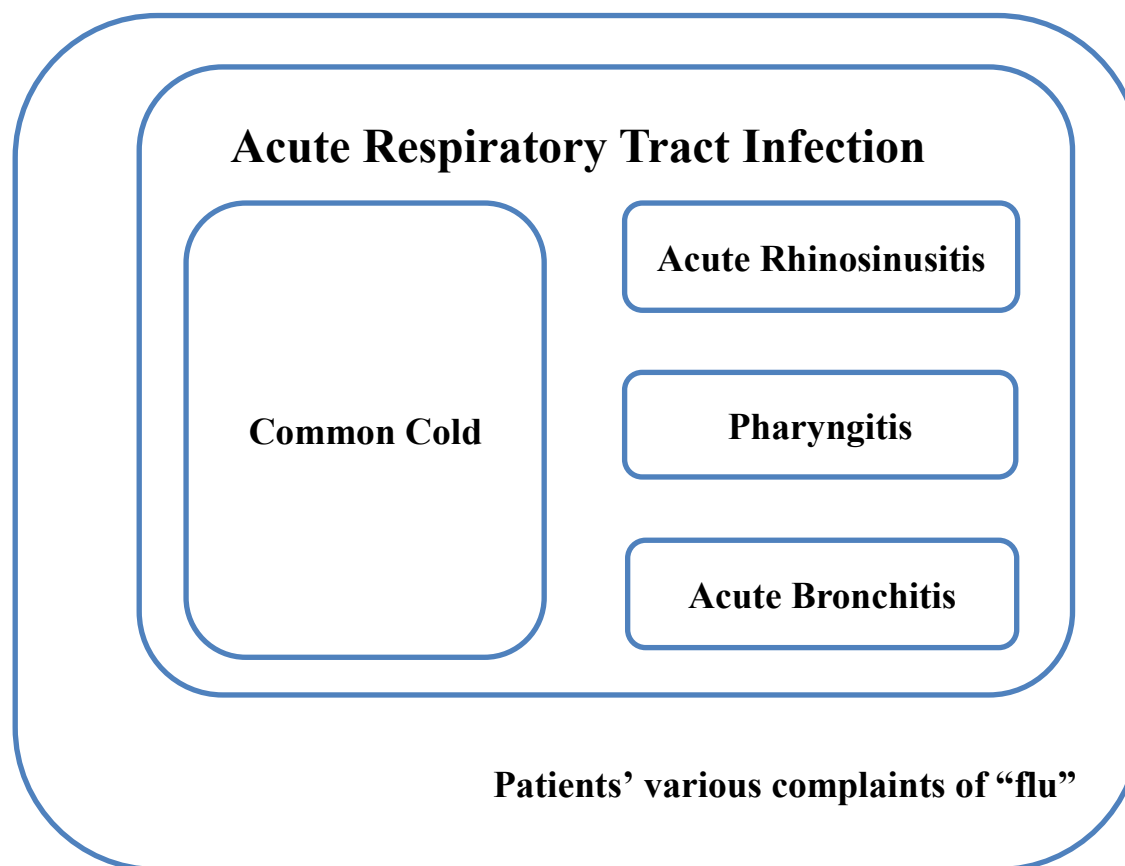 Acute Respiratory Tract Infection
Acute Rhinosinusitis
Common Cold
Pharyngitis
Acute Bronchitis
Patients’ various complaints of “flu”